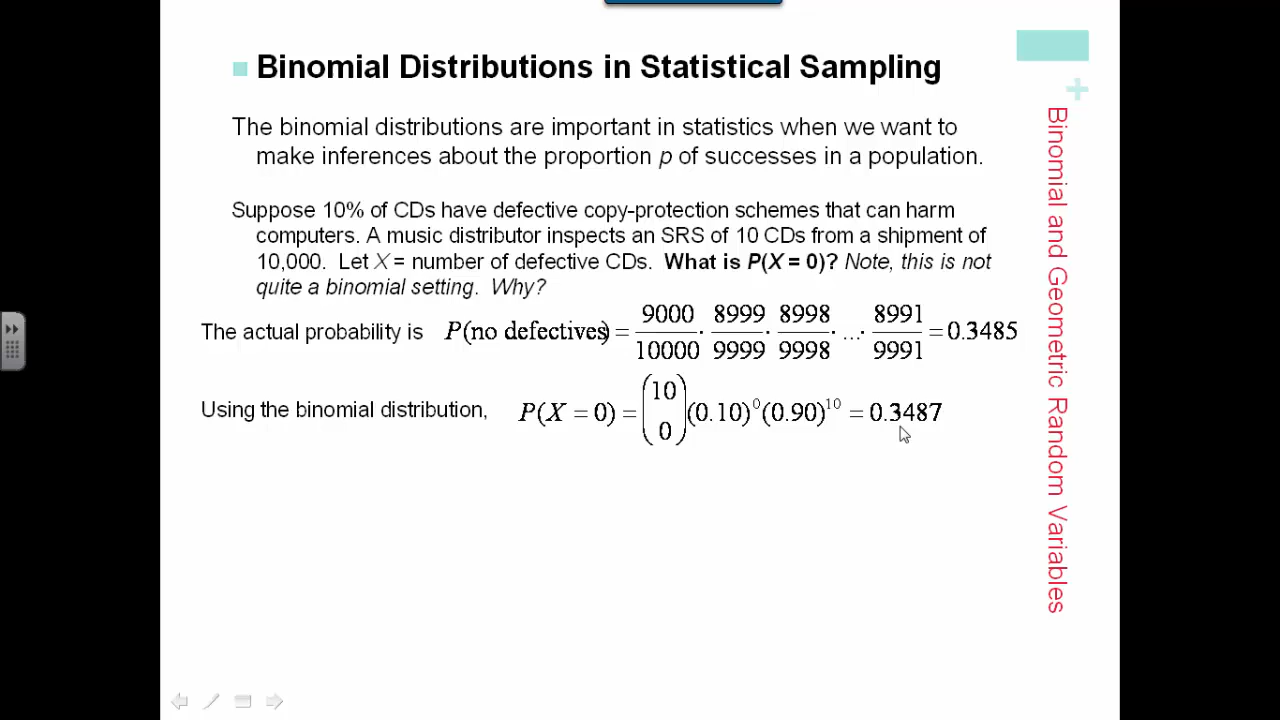 Binomial Distributions in Statistical Sampling
The binomial distributions are important in statistics when we want to
make inferences about the proportion p of successes in a population.
Suppose 10% of CDs have defective copy-protection schemes that can harm
computers. A music distributor inspects an SRS of 10 CDs from a shipment of
10,000. Let X = number of defective CDs. What is P(X = 0)? Note, this is not
quite a binomial setting. Why?
The actual probability is P(no defectives) = 9000/10000 · 8999/9999 · 8998/9998 · ... · 8991/9991 = 0.3485
Using the binomial distribution, P(X = 0) = (10 0) (0.10)^0 (0.90)^10 = 0.3487
+
Binomial and Geometric Random Variables